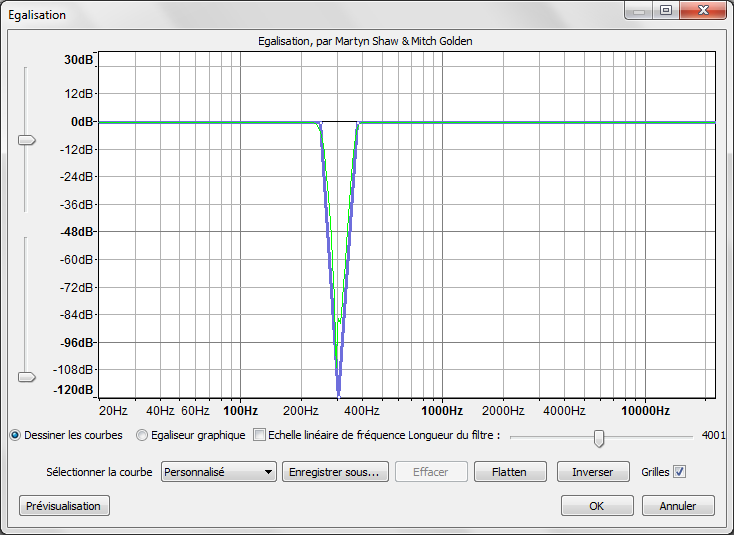 Egalisation
Egalisation, par Martyn Shaw & Mitch Golden
30dB
12dB
0dB
-12dB
-24dB
-36dB
-48dB
-60dB
-72dB
-84dB
-96dB
-108dB
-120dB
20Hz 40Hz 60Hz 100Hz 200Hz 400Hz 1000Hz 2000Hz 4000Hz 10000Hz
Dessiner les courbes Egaliseur graphique Echelle linéaire de fréquence Longueur du filtre : 4001
Sélectionner la courbe Personnalisé Enregistrer sous... Effacer Flatten Inverser Grilles
Prévisualisation OK Annuler